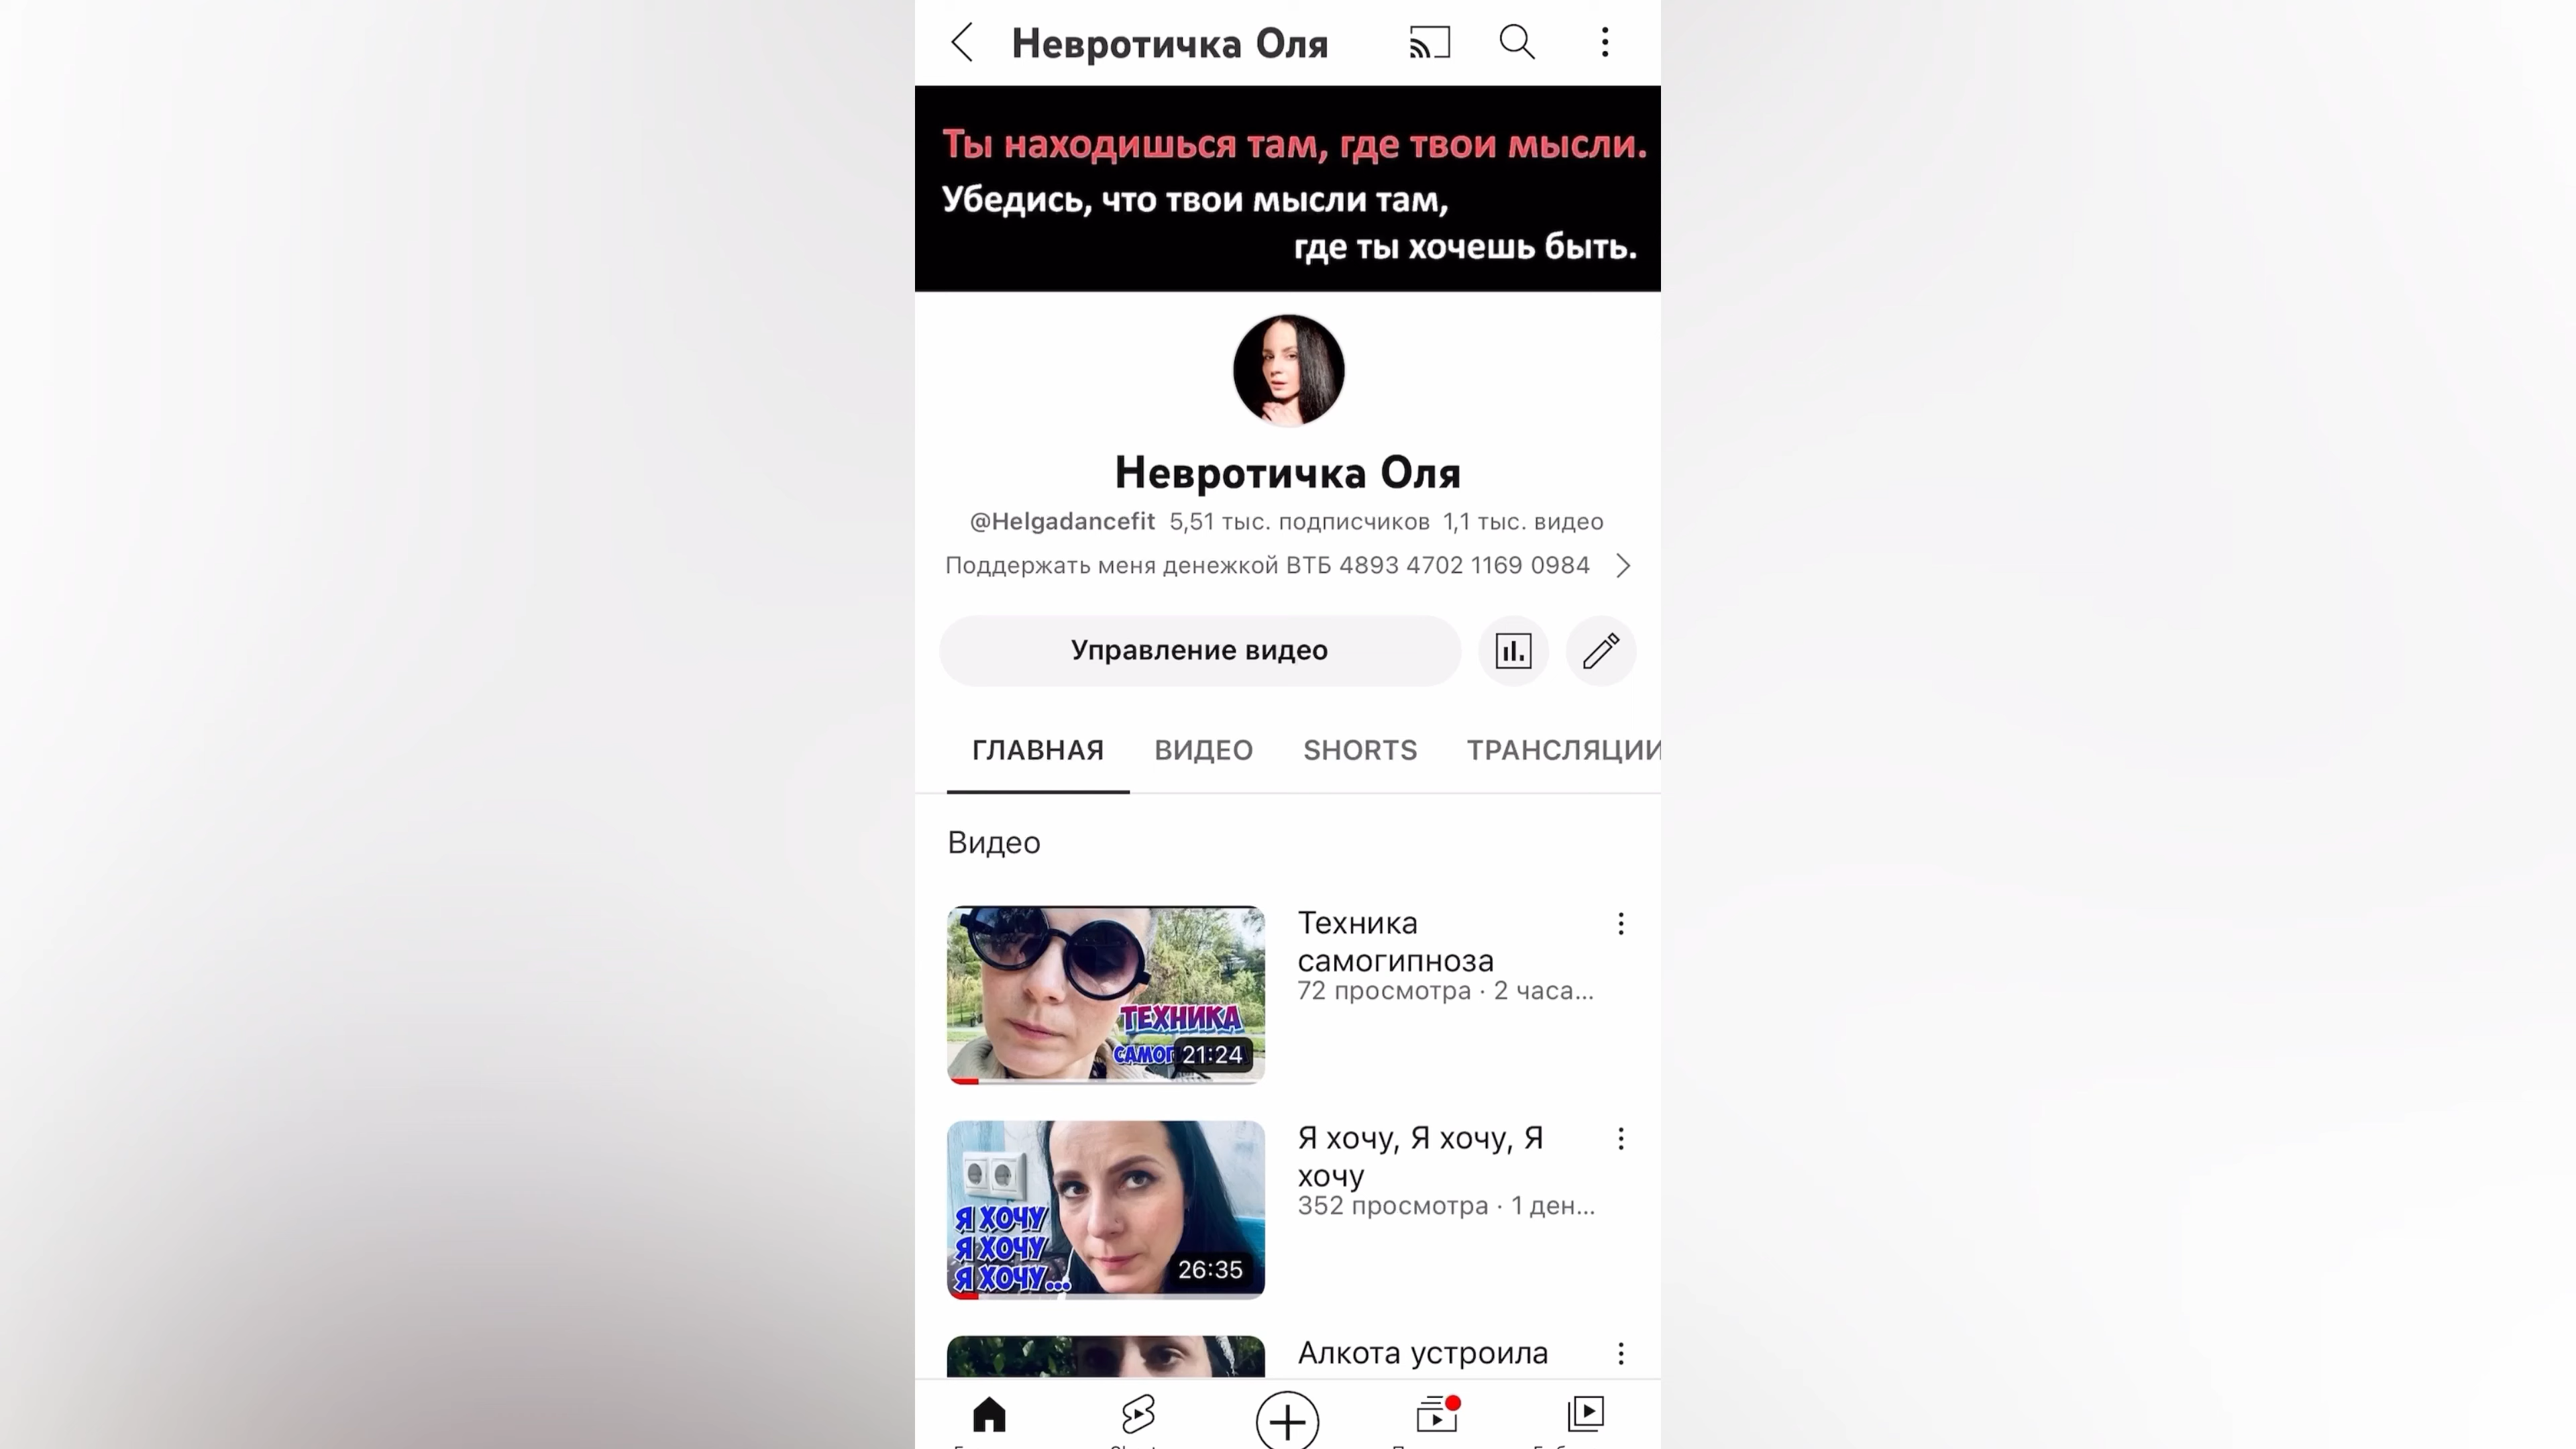 Невротичка Оля
Ты находишься там, где твои мысли.
Убедись, что твои мысли там,
где ты хочешь быть.
Невротичка Оля
@Helgadancefit 5,51 тыс. подписчиков 1,1 тыс. видео
Поддержать меня денежкой ВТБ 4893 4702 1169 0984
Управление видео
ГЛАВНАЯ ВИДЕО SHORTS ТРАНСЛЯЦИИ
Видео
ТЕХНИКА
21:24
Техника
самогипноза
72 просмотра · 2 часа...
Я ХОЧУ
Я ХОЧУ
Я ХОЧУ...
26:35
Я хочу, Я хочу, Я
хочу
352 просмотра · 1 ден...
Алкота устроила